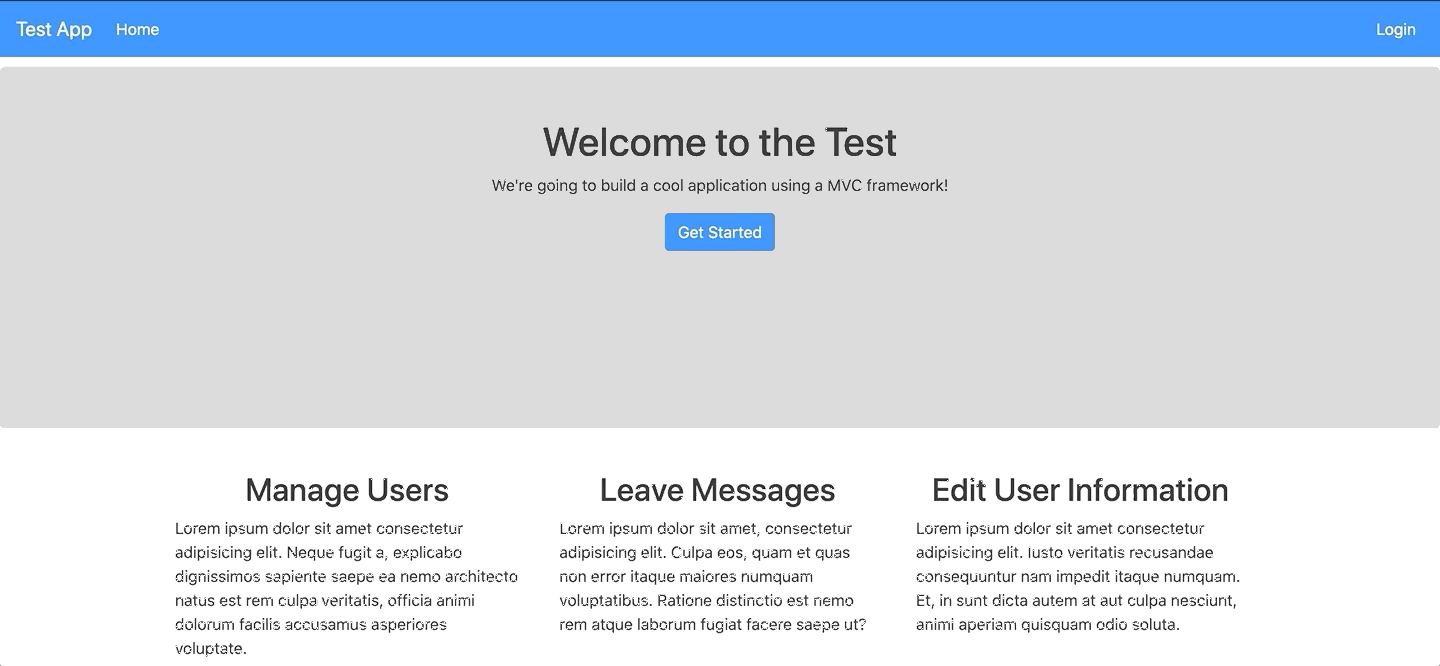 Test App Home Login
Welcome to the Test
We're going to build a cool application using a MVC framework!
Get Started
Manage Users
Lorem ipsum dolor sit amet consectetur
adipisicing elit. Neque fugit a, explicabo
dignissimos sapiente saepe ea nemo architecto
natus est rem culpa veritatis, officia animi
dolorum facilis accusamus asperiores
voluptate.
Leave Messages
Lorem ipsum dolor sit amet, consectetur
adipisicing elit. Culpa eos, quam et quas
non error itaque maiores numquam
voluptatibus. Ratione distinctio est nemo
rem atque laborum fugiat facere saepe ut?
Edit User Information
Lorem ipsum dolor sit amet consectetur
adipisicing elit. Iusto veritatis recusandae
consequuntur nam impedit itaque numquam.
Et, in sunt dicta autem at aut culpa nesciunt,
animi aperiam quisquam odio soluta.